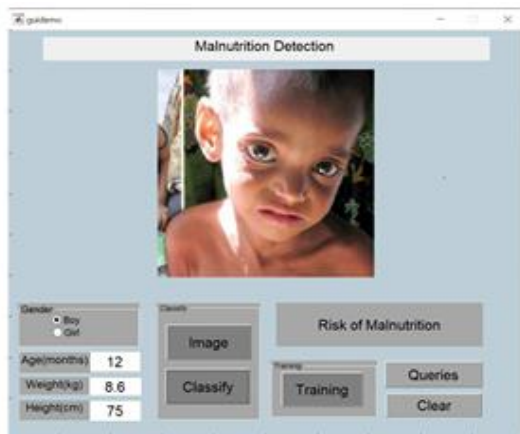 guidemo
Malnutrition Detection
Gender
Boy
Girl
Age(months) 12
Weight(kg) 8.6
Height(cm) 75
Classify
Image
Classify
Risk of Malnutrition
Training
Training
Queries
Clear